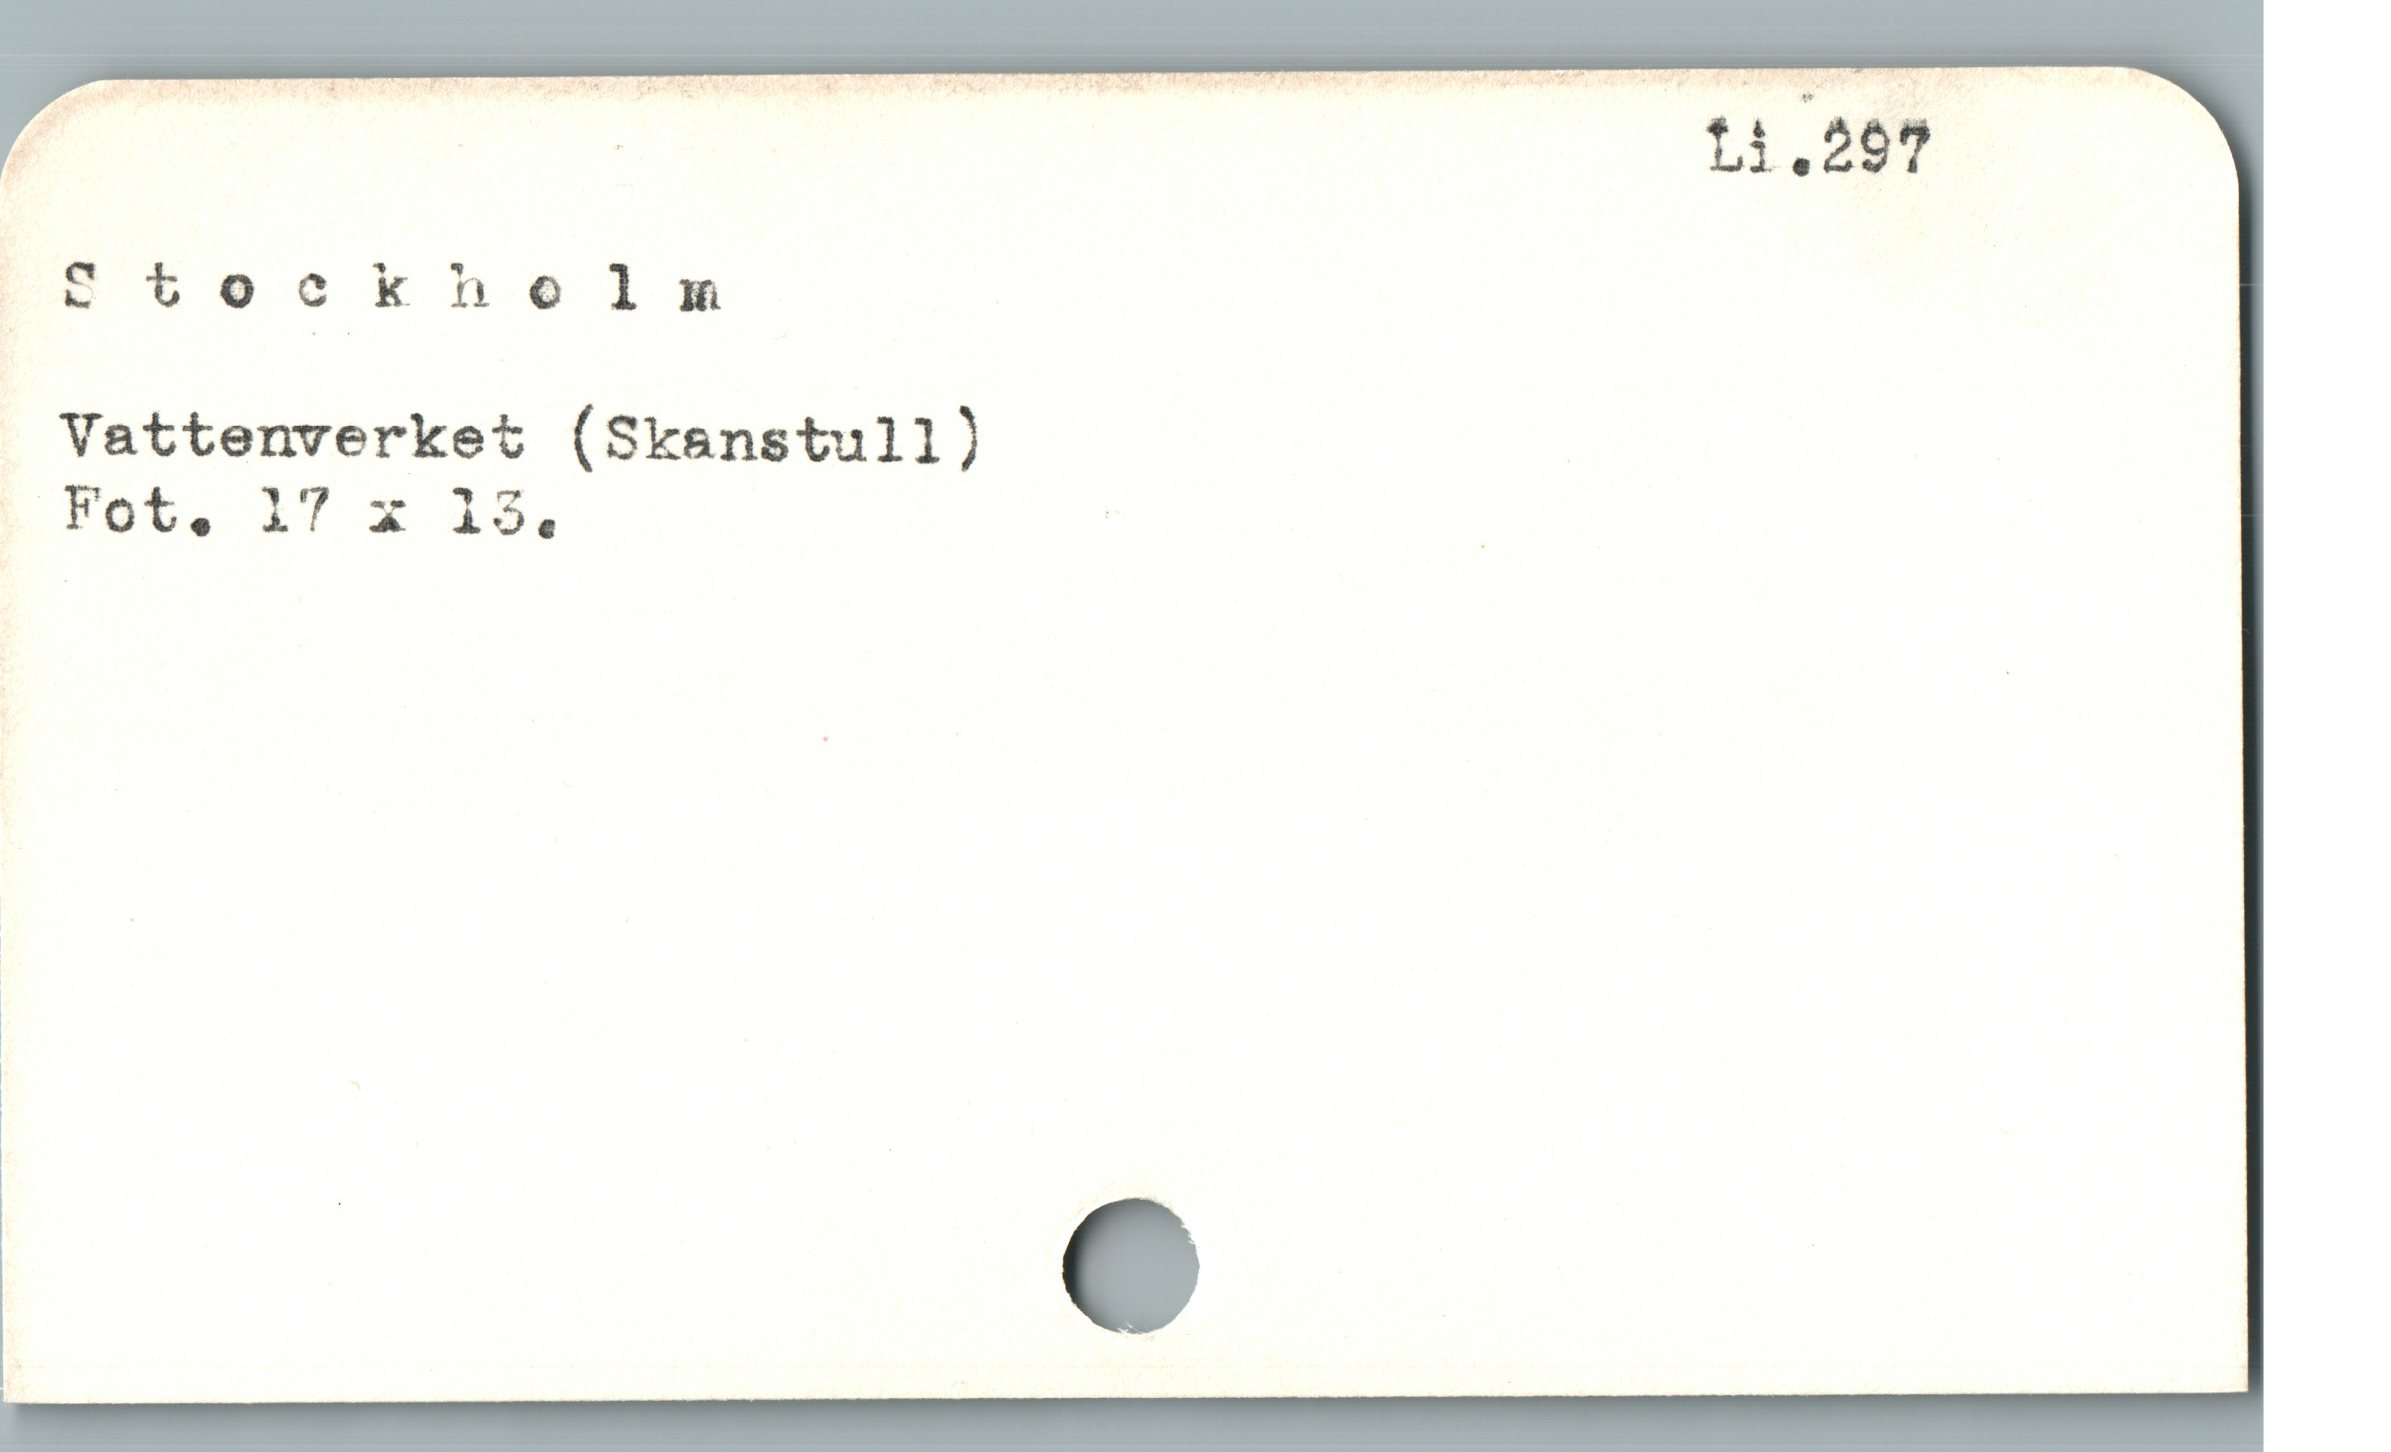 Li.297
S t o c k h o l m
Vattenverket (Skanstull)
Fot. 17 x 13.